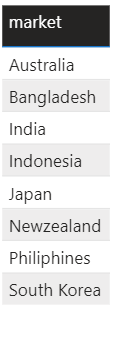 market
Australia
Bangladesh
India
Indonesia
Japan
Newzealand
Philiphines
South Korea